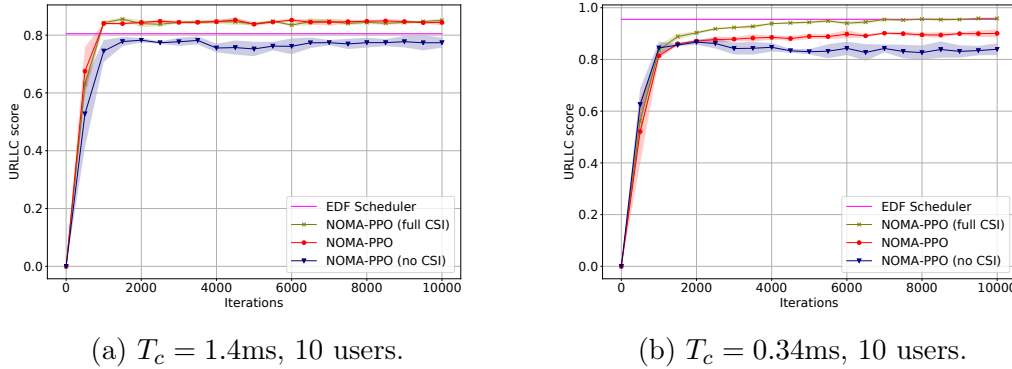 0.8
0.6
0.4
0.2
0.0
URLLC score
EDF Scheduler
NOMA-PPO (full CSI)
NOMA-PPO
NOMA-PPO (no CSI)
0 2000 4000 6000 8000 10000
Iterations
(a) T_c = 1.4ms, 10 users.
1.0
0.8
0.6
0.4
0.2
0.0
URLLC score
EDF Scheduler
NOMA-PPO (full CSI)
NOMA-PPO
NOMA-PPO (no CSI)
0 2000 4000 6000 8000 10000
Iterations
(b) T_c = 0.34ms, 10 users.